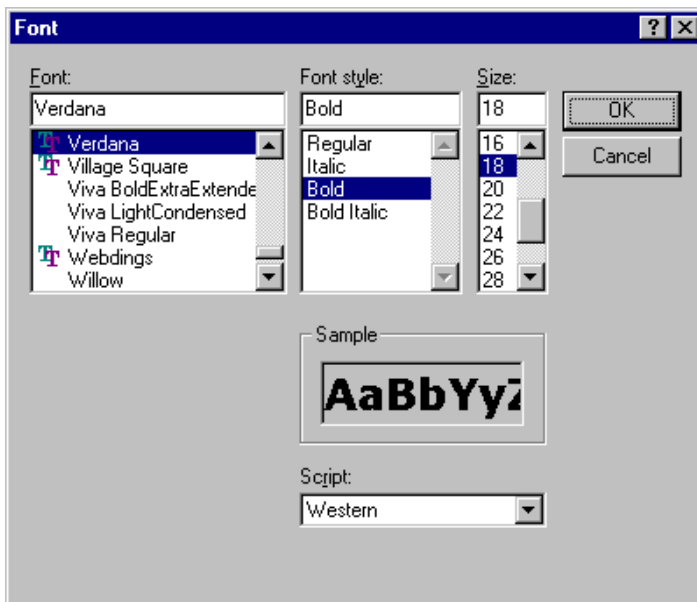 Font
Font:
Verdana
Verdana
Village Square
Viva BoldExtraExtende
Viva LightCondensed
Viva Regular
Webdings
Willow
Font style:
Bold
Regular
Italic
Bold
Bold Italic
Size:
18
16
18
20
22
24
26
28
OK
Cancel
Sample
AaBbYyZ
Script:
Western